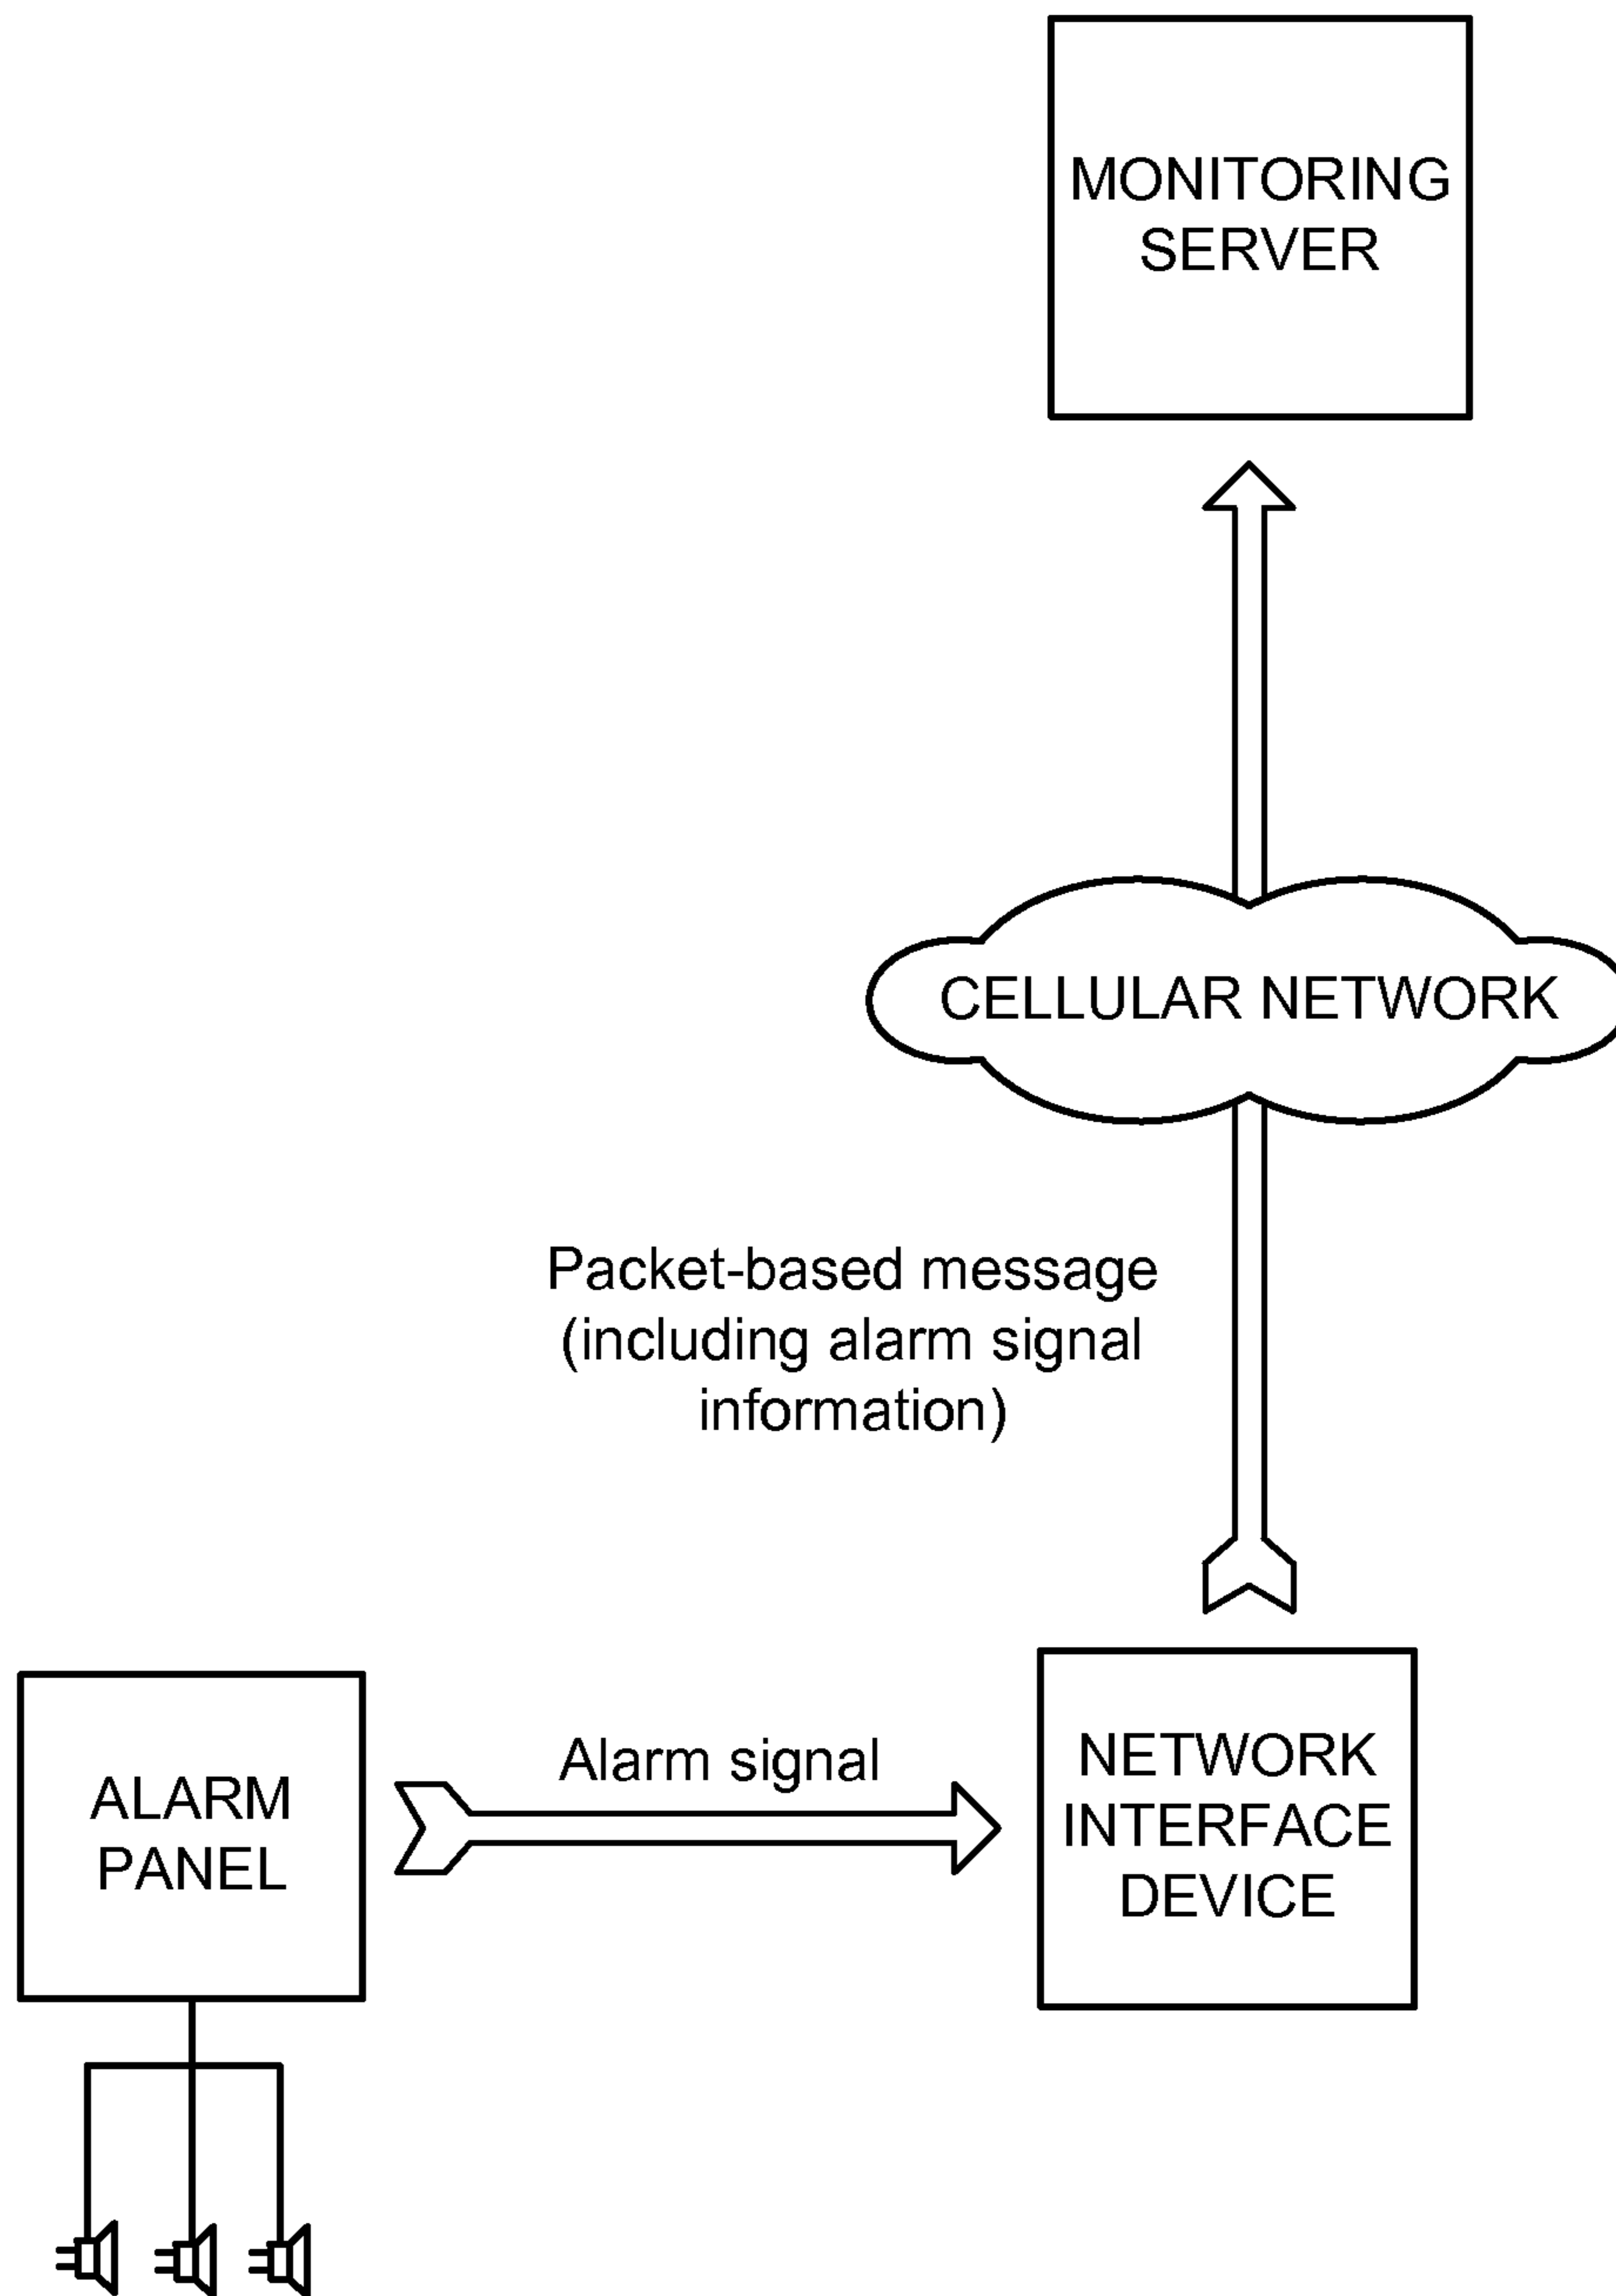 MONITORING
SERVER
CELLULAR NETWORK
Packet-based message
(including alarm signal
information)
Alarm signal
ALARM
PANEL
NETWORK
INTERFACE
DEVICE